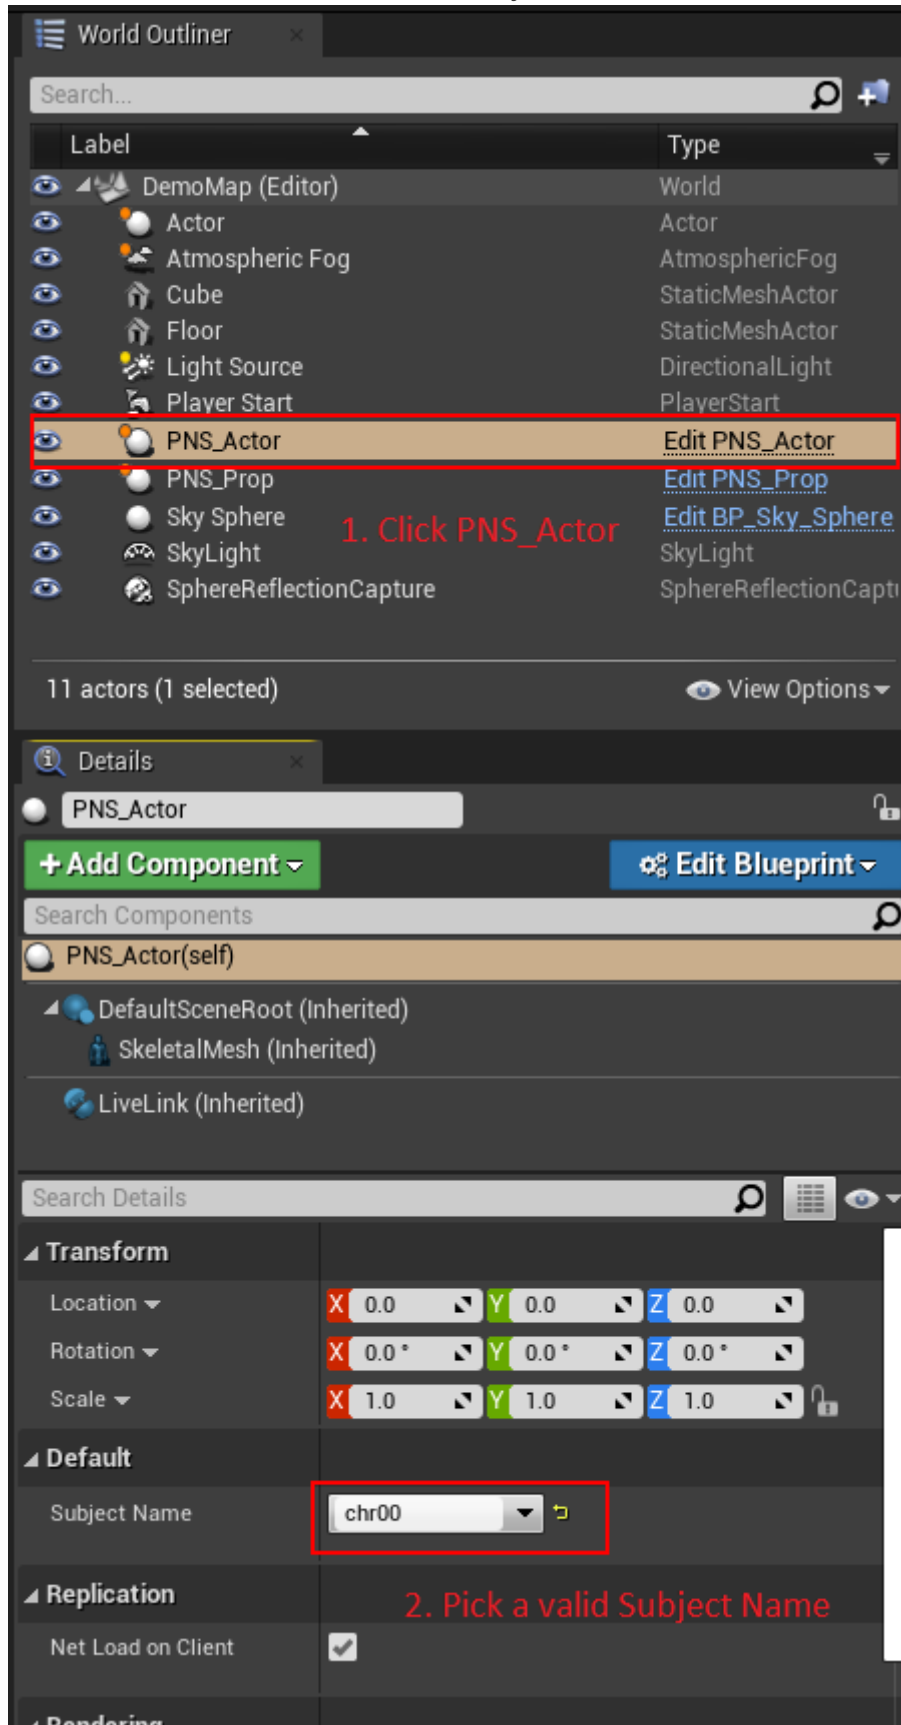 World Outliner
Search...
Label Type
DemoMap (Editor) World
Actor Actor
Atmospheric Fog AtmosphericFog
Cube StaticMeshActor
Floor StaticMeshActor
Light Source DirectionalLight
Player Start PlayerStart
PNS_Actor Edit PNS_Actor
PNS_Prop Edit PNS_Prop
Sky Sphere Edit BP_Sky_Sphere
1. Click PNS_Actor
SkyLight SkyLight
SphereReflectionCapture SphereReflectionCaptu
11 actors (1 selected) View Options
Details
PNS_Actor
+ Add Component Edit Blueprint
Search Components
PNS_Actor(self)
DefaultSceneRoot (Inherited)
SkeletalMesh (Inherited)
LiveLink (Inherited)
Search Details
Transform
Location X 0.0 Y 0.0 Z 0.0
Rotation X 0.0 ° Y 0.0 ° Z 0.0 °
Scale X 1.0 Y 1.0 Z 1.0
Default
Subject Name chr00
Replication
2. Pick a valid Subject Name
Net Load on Client
Rendering